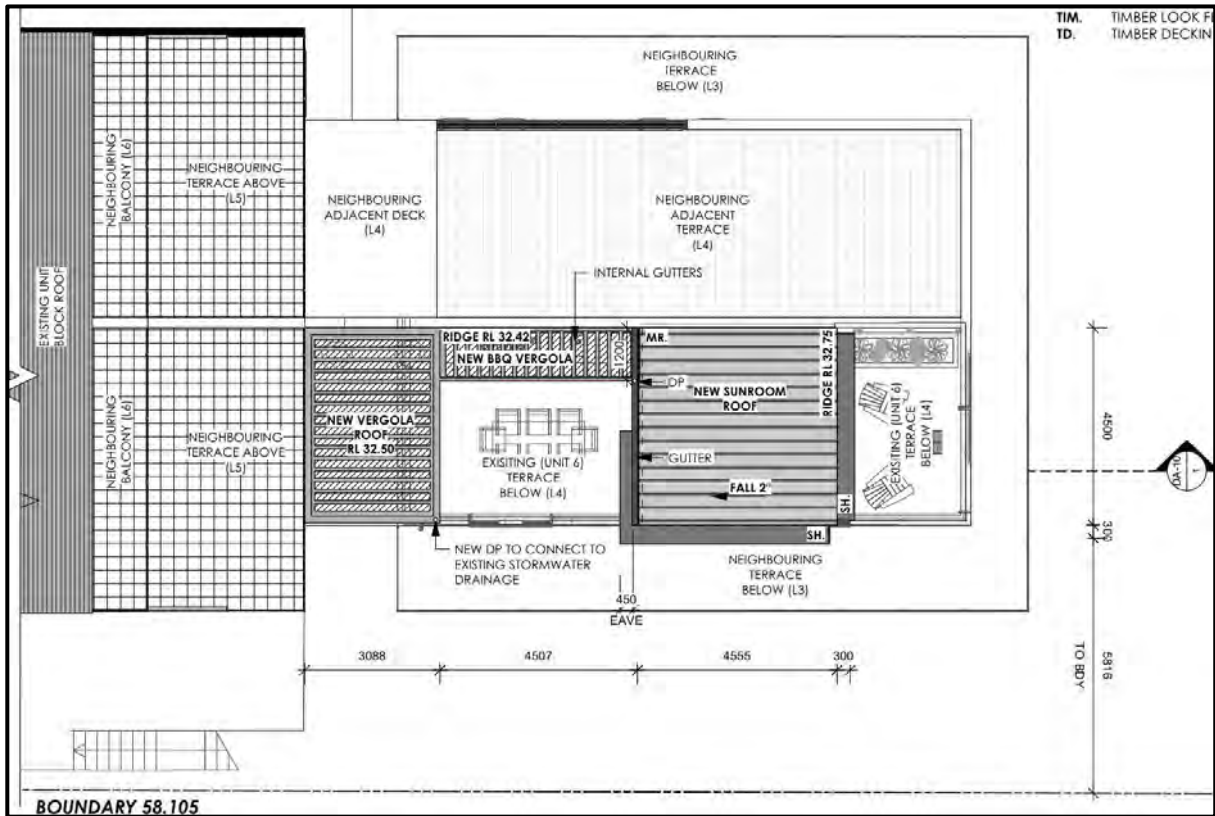 TIM. TIMBER LOOK FI
TD. TIMBER DECKIN
NEIGHBOURING
TERRACE
BELOW (L3)
NEIGHBOURING
BALCONY (L6)
NEIGHBOURING
TERRACE ABOVE
(L5)
NEIGHBOURING
ADJACENT DECK
(L4)
NEIGHBOURING
ADJACENT
TERRACE
(L4)
EXISTING UNIT
BLOCK ROOF
INTERNAL GUTTERS
RIDGE RL 32.42
NEW BBQ VERGOLA
1200
MR.
DP
NEW SUNROOM
ROOF
RIDGE RL 32.75
NEIGHBOURING
BALCONY (L6)
NEIGHBOURING
TERRACE ABOVE
(L5)
NEW VERGOLA
ROOF
RL 32.50
EXISITING (UNIT 6)
TERRACE
BELOW (L4)
GUTTER
FALL 2°
SH.
SH.
EXISTING (UNIT 6)
TERRACE
BELOW (L4)
4500
300
DA-10
1
NEW DP TO CONNECT TO
EXISTING STORMWATER
DRAINAGE
NEIGHBOURING
TERRACE
BELOW (L3)
450
EAVE
3088
4507
4555
300
5816
TO BDY
BOUNDARY 58.105